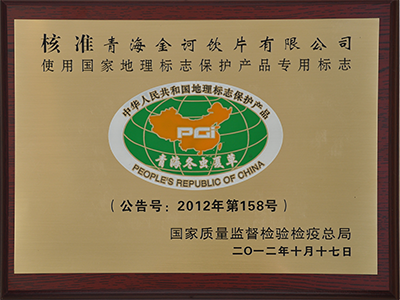 核准青海金诃饮片有限公司
使用国家地理标志保护产品专用标志
中华人民共和国地理标志保护产品
PGI
青海冬虫夏草
PEOPLE'S REPUBLIC OF CHINA
(公告号：2012年第158号)
国家质量监督检验检疫总局
二〇一二年十月十七日